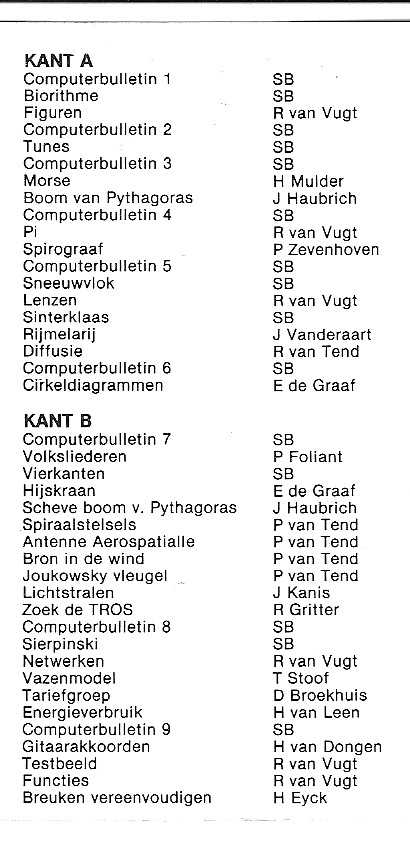 KANT A
Computerbulletin 1 SB
Biorithme SB
Figuren R van Vugt
Computerbulletin 2 SB
Tunes SB
Computerbulletin 3 SB
Morse H Mulder
Boom van Pythagoras J Haubrich
Computerbulletin 4 SB
Pi R van Vugt
Spirograaf P Zevenhoven
Computerbulletin 5 SB
Sneeuwvlok SB
Lenzen R van Vugt
Sinterklaas SB
Rijmelarij J Vanderaart
Diffusie R van Tend
Computerbulletin 6 SB
Cirkeldiagrammen E de Graaf
KANT B
Computerbulletin 7 SB
Volksliederen P Foliant
Vierkanten SB
Hijskraan E de Graaf
Scheve boom v. Pythagoras J Haubrich
Spiraalstelsels P van Tend
Antenne Aerospatialle P van Tend
Bron in de wind P van Tend
Joukowsky vleugel P van Tend
Lichtstralen J Kanis
Zoek de TROS R Gritter
Computerbulletin 8 SB
Sierpinski SB
Netwerken R van Vugt
Vazenmodel T Stoof
Tariefgroep D Broekhuis
Energieverbruik H van Leen
Computerbulletin 9 SB
Gitaarakkoorden H van Dongen
Testbeeld R van Vugt
Functies R van Vugt
Breuken vereenvoudigen H Eyck